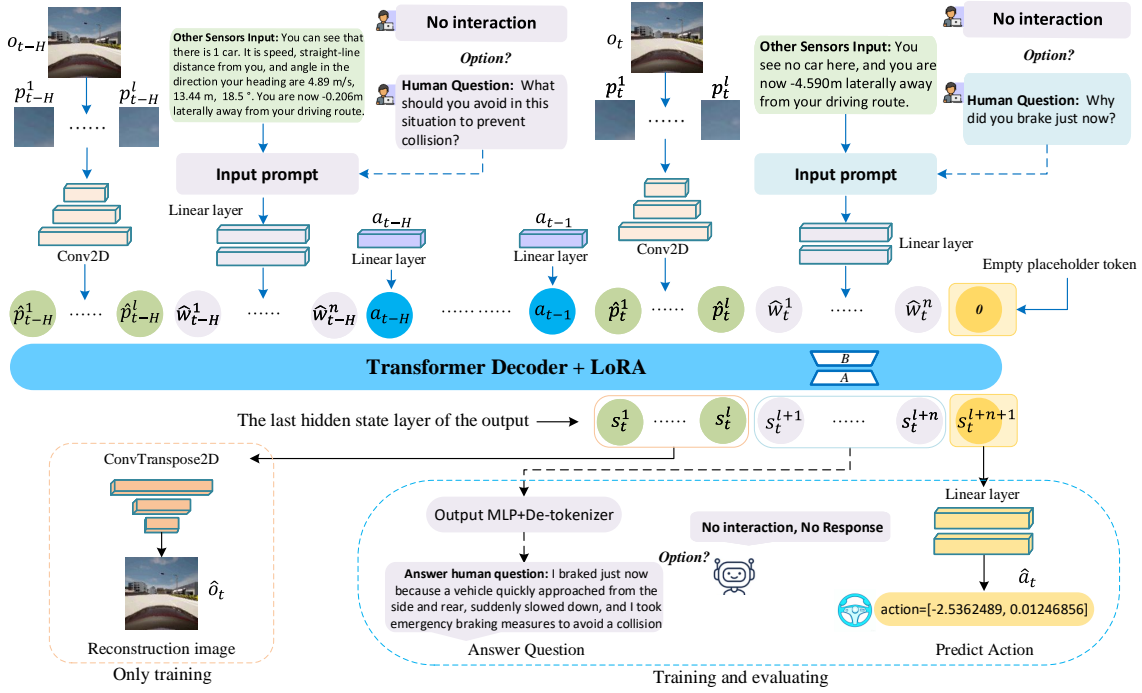 o_{t-H}
p^1_{t-H}
p^l_{t-H}
......
Conv2D
Other Sensors Input: You can see that
there is 1 car. It is speed, straight-line
distance from you, and angle in the
direction your heading are 4.89 m/s,
13.44 m, 18.5 °. You are now -0.206m
laterally away from your driving route.
Input prompt
Linear layer
No interaction
Option?
Human Question: What
should you avoid in this
situation to prevent
collision?
a_{t-H}
Linear layer
a_{t-1}
Linear layer
o_t
p^1_t
p^l_t
......
Conv2D
Other Sensors Input: You
see no car here, and you are
now -4.590m laterally
away from your driving
route.
Input prompt
Linear layer
No interaction
Option?
Human Question: Why
did you brake just now?
Empty placeholder token
p̂^1_{t-H} ...... p̂^l_{t-H} ŵ^1_{t-H} ...... ŵ^n_{t-H} a_{t-H} ...... ...... a_{t-1} p̂^1_t ...... p̂^l_t ŵ^1_t ...... ŵ^n_t 0
Transformer Decoder + LoRA
B
A
The last hidden state layer of the output
s^1_t ...... s^l_t s^{l+1}_t ...... s^{l+n}_t s^{l+n+1}_t
ConvTranspose2D
ô_t
Reconstruction image
Only training
Output MLP+De-tokenizer
Answer human question: I braked just now
because a vehicle quickly approached from the
side and rear, suddenly slowed down, and I took
emergency braking measures to avoid a collision
Answer Question
No interaction, No Response
Option?
Linear layer
â_t
action=[-2.5362489, 0.01246856]
Predict Action
Training and evaluating